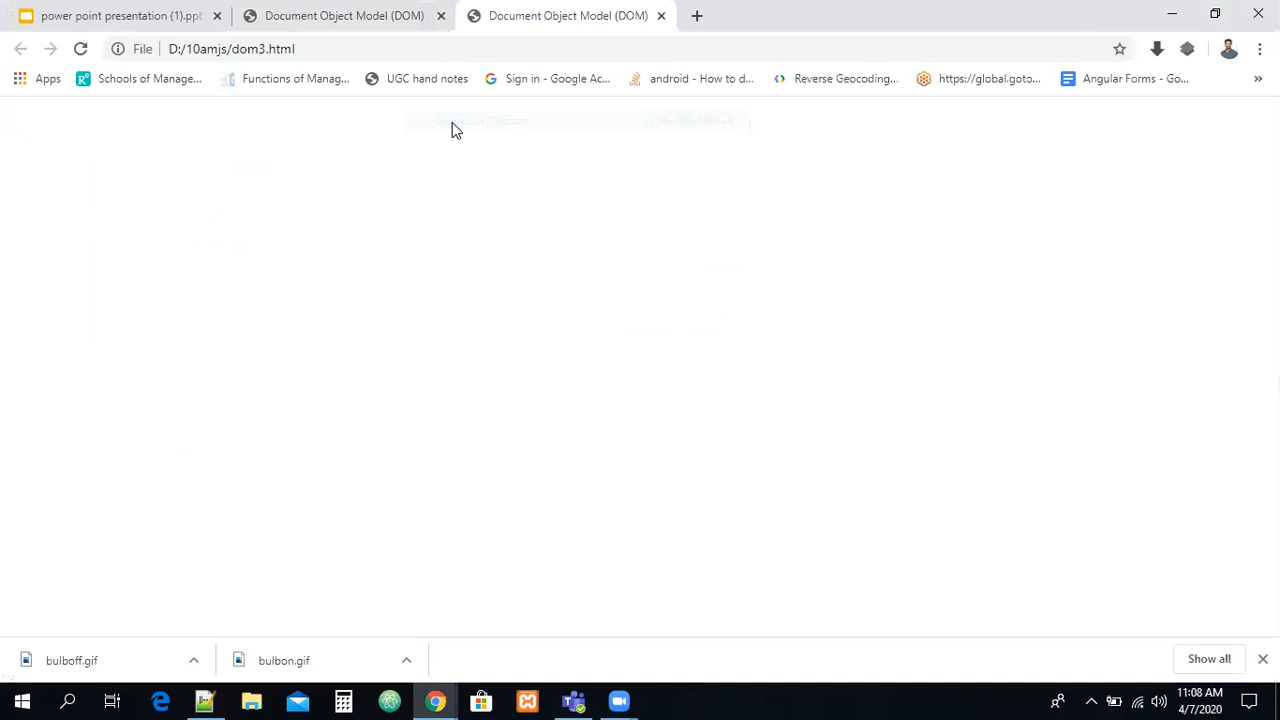 power point presentation (1).ppt
Document Object Model (DOM)
Document Object Model (DOM)
File
D:/10amjs/dom3.html
Apps
Schools of Manage...
Functions of Manag...
UGC hand notes
Sign in - Google Ac...
android - How to d...
Reverse Geocoding...
https://global.goto...
Angular Forms - Go...
»
bulboff.gif
bulbon.gif
Show all
11:08 AM
4/7/2020